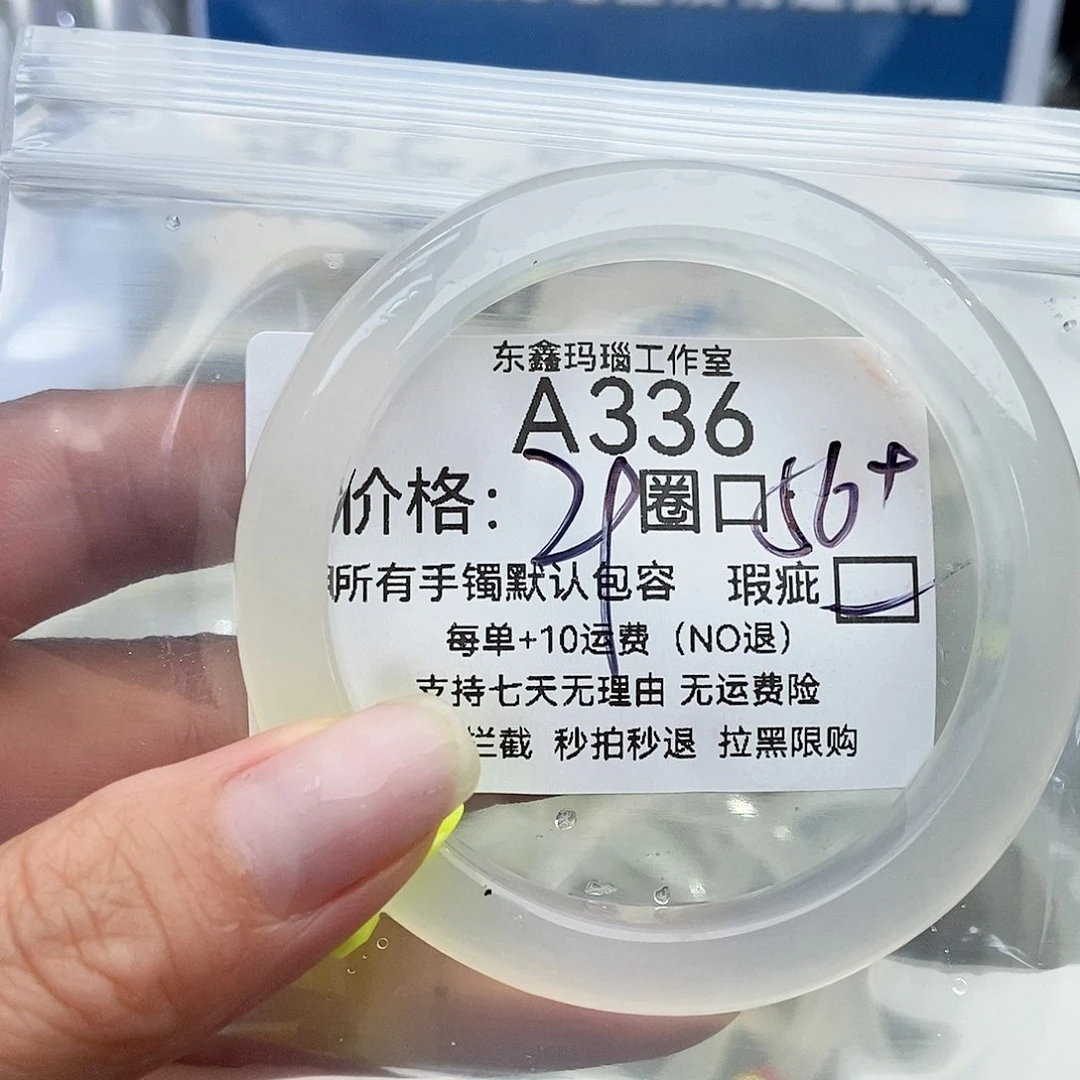 东鑫玛瑙工作室
A336
价格：29 圈口 56+
所有手镯默认包容 瑕疵
每单+10运费（NO退）
支持七天无理由 无运费险
拦截 秒拍秒退 拉黑限购